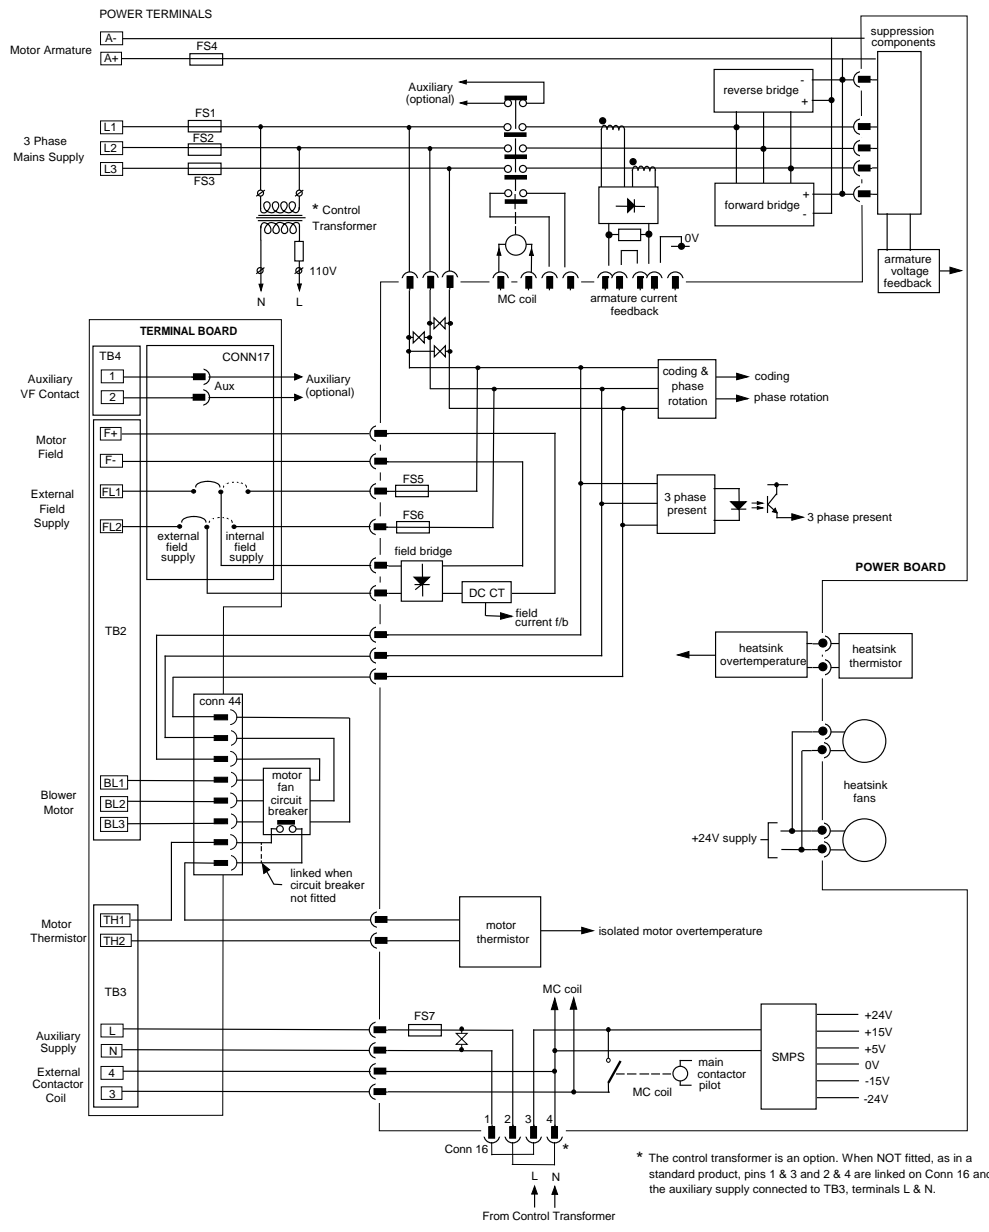 POWER TERMINALS
Motor Armature
A-
A+
FS4
suppression
components
Auxiliary
(optional)
reverse bridge
-
+
3 Phase
Mains Supply
L1
L2
L3
FS1
FS2
FS3
forward bridge
+
-
* Control
Transformer
110V
N
L
0V
MC coil
armature current
feedback
armature
voltage
feedback
TERMINAL BOARD
TB4
CONN17
Auxiliary
VF Contact
1
2
Aux
Auxiliary
(optional)
coding &
phase
rotation
coding
phase rotation
Motor
Field
F+
F-
External
Field
Supply
FL1
FL2
FS5
FS6
external
field
supply
internal
field
supply
3 phase
present
3 phase present
field bridge
DC CT
field
current f/b
POWER BOARD
TB2
heatsink
overtemperature
heatsink
thermistor
conn 44
Blower
Motor
BL1
BL2
BL3
motor
fan
circuit
breaker
heatsink
fans
+24V supply
linked when
circuit breaker
not fitted
Motor
Thermistor
TH1
TH2
motor
thermistor
isolated motor overtemperature
TB3
MC coil
Auxiliary
Supply
L
N
FS7
External
Contactor
Coil
4
3
SMPS
+24V
+15V
+5V
0V
-15V
-24V
main
contactor
pilot
MC coil
1
2
3
4
Conn 16
*
L
N
From Control Transformer
* The control transformer is an option. When NOT fitted, as in a
standard product, pins 1 & 3 and 2 & 4 are linked on Conn 16 and
the auxiliary supply connected to TB3, terminals L & N.